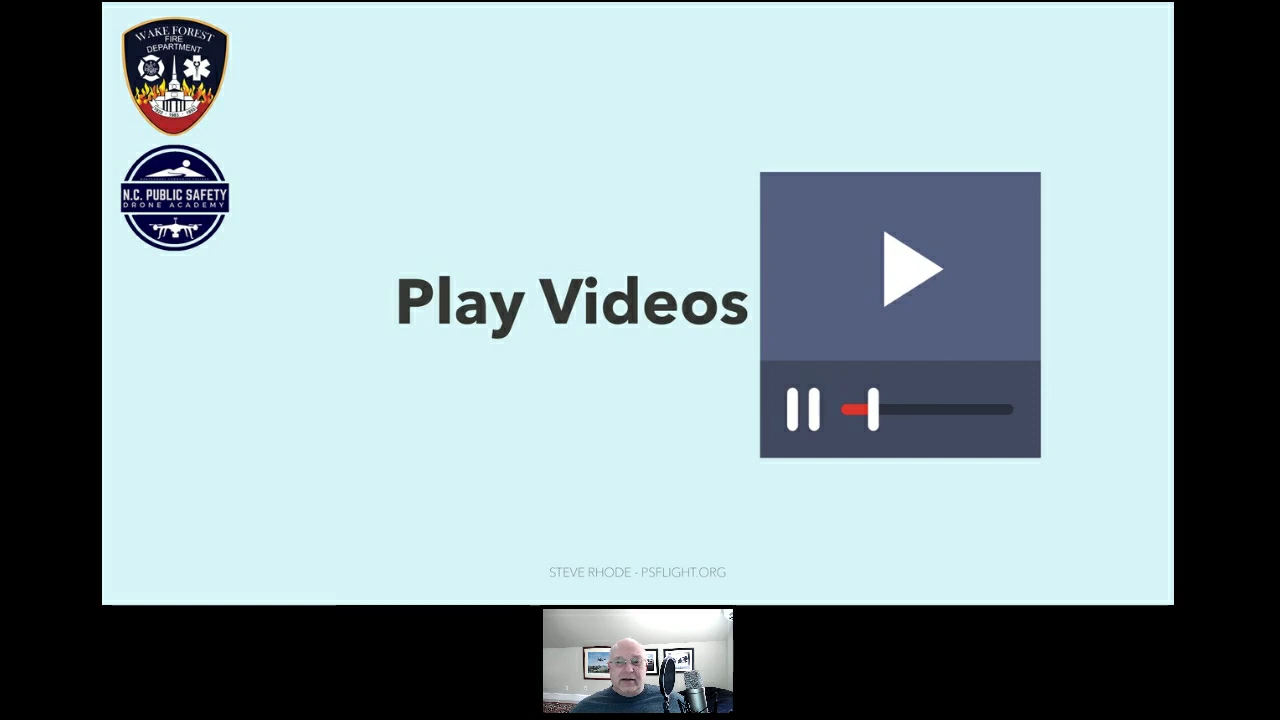 WAKE FOREST
FIRE
DEPARTMENT
N.C. PUBLIC SAFETY
DRONE ACADEMY
Play Videos
STEVE RHODE - PSFLIGHT.ORG